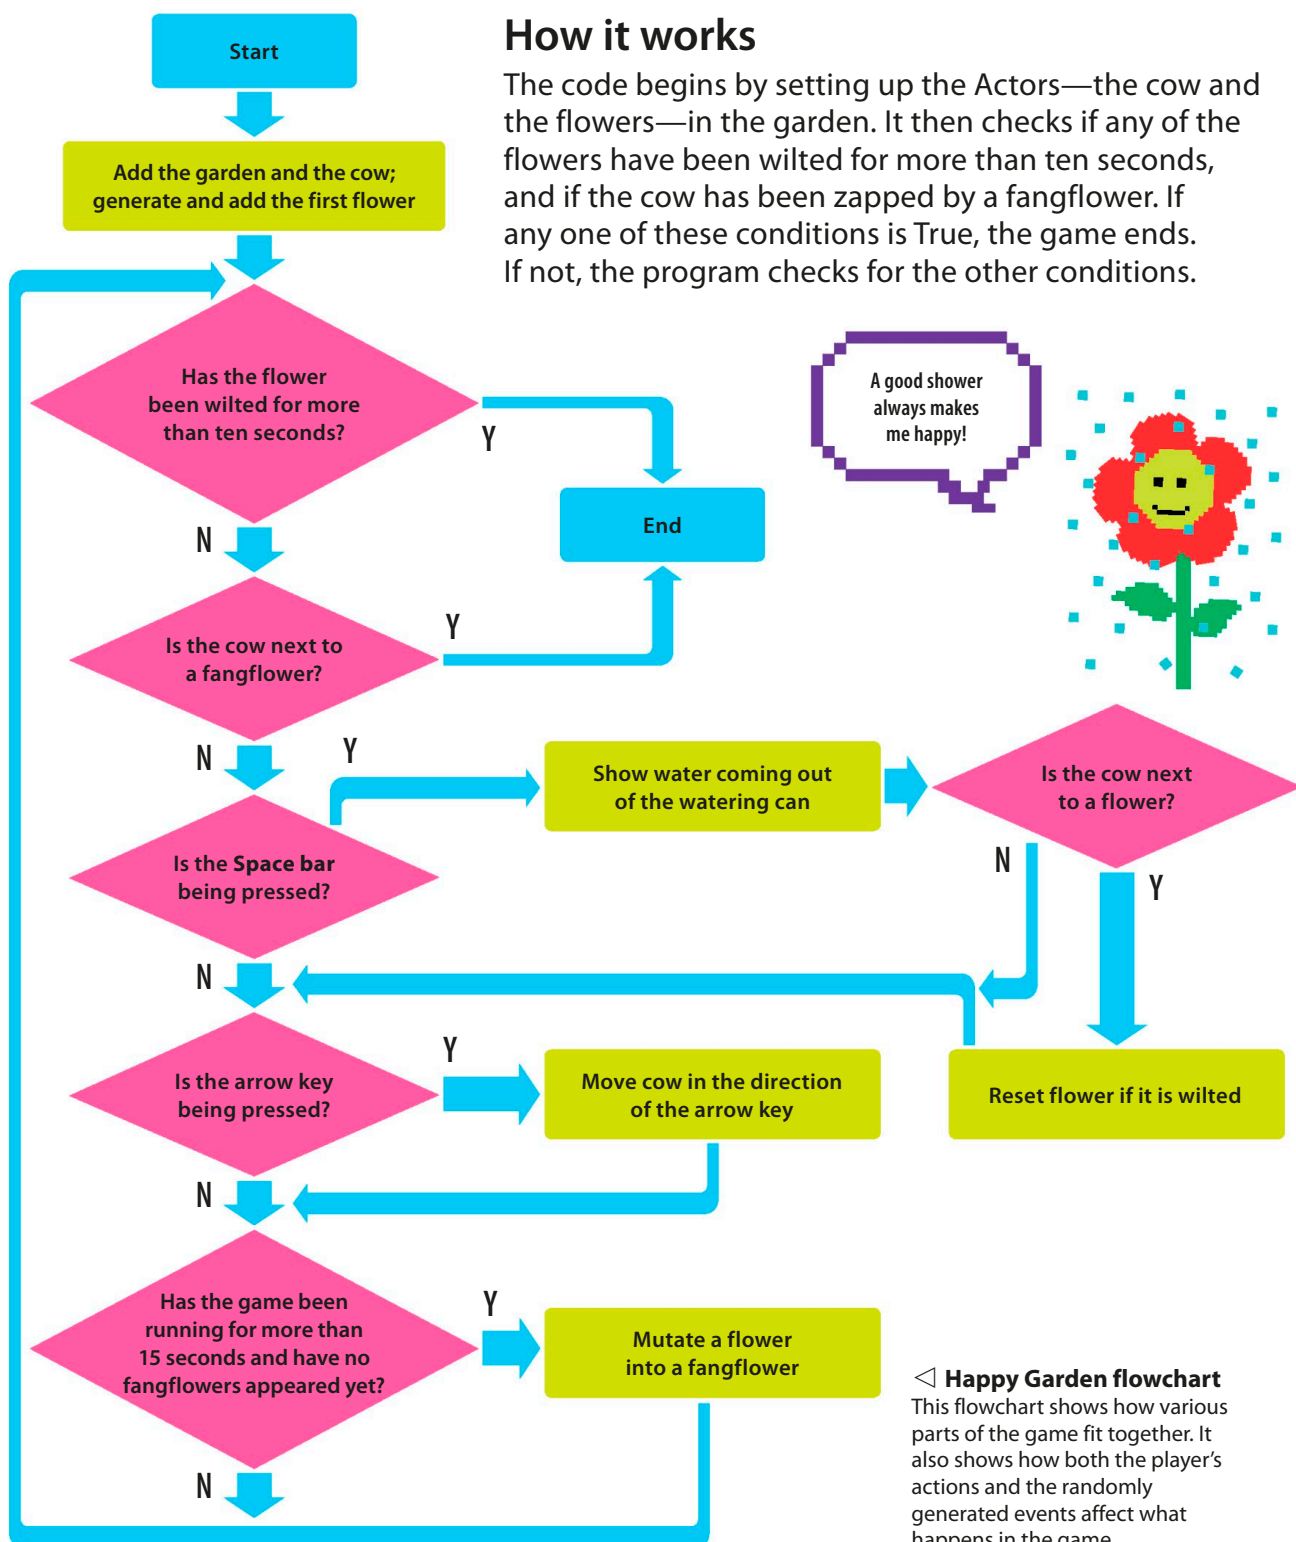 How it works
The code begins by setting up the Actors—the cow and
the flowers—in the garden. It then checks if any of the
flowers have been wilted for more than ten seconds,
and if the cow has been zapped by a fangflower. If
any one of these conditions is True, the game ends.
If not, the program checks for the other conditions.
Start
Add the garden and the cow;
generate and add the first flower
Has the flower
been wilted for more
than ten seconds?
Y
N
End
A good shower
always makes
me happy!
Is the cow next to
a fangflower?
Y
N
Is the Space bar
being pressed?
Y
N
Show water coming out
of the watering can
Is the cow next
to a flower?
N
Y
Reset flower if it is wilted
Is the arrow key
being pressed?
Y
N
Move cow in the direction
of the arrow key
Has the game been
running for more than
15 seconds and have no
fangflowers appeared yet?
Y
N
Mutate a flower
into a fangflower
◁ Happy Garden flowchart
This flowchart shows how various
parts of the game fit together. It
also shows how both the player's
actions and the randomly
generated events affect what
happens in the game